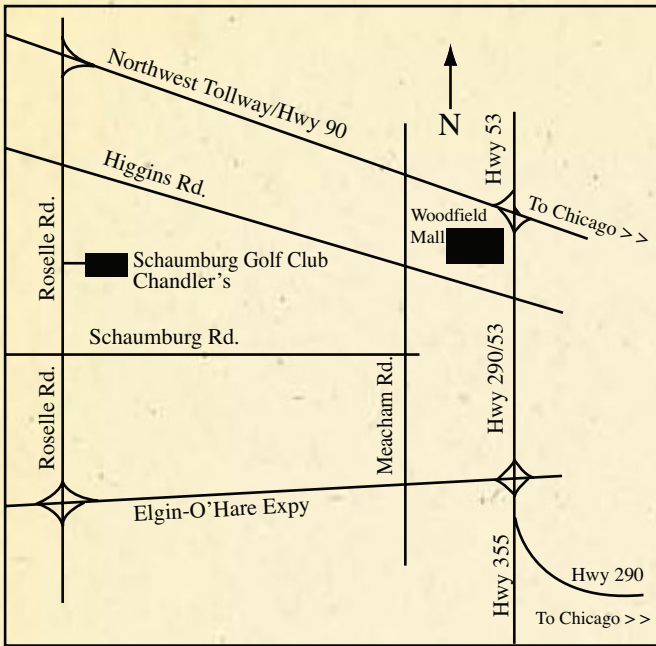 Northwest Tollway/Hwy 90
N
Hwy 53
Higgins Rd.
To Chicago >>
Woodfield
Mall
Roselle Rd.
Schaumburg Golf Club
Chandler's
Schaumburg Rd.
Hwy 290/53
Roselle Rd.
Meacham Rd.
Elgin-O'Hare Expy
Hwy 355
Hwy 290
To Chicago >>